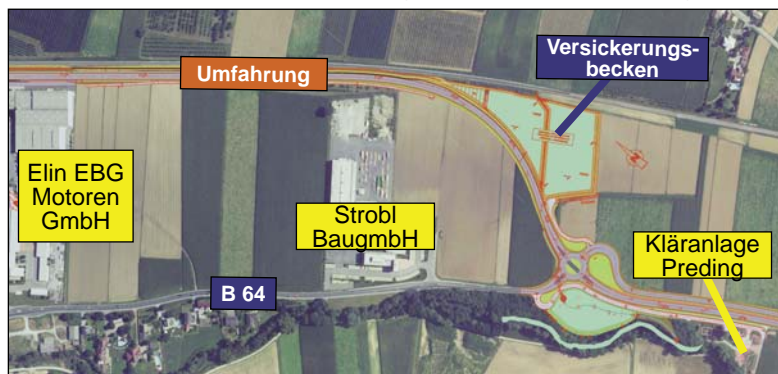 Umfahrung
Versickerungs-
becken
Elin EBG
Motoren
GmbH
Strobl
BaugmbH
Kläranlage
Preding
B 64